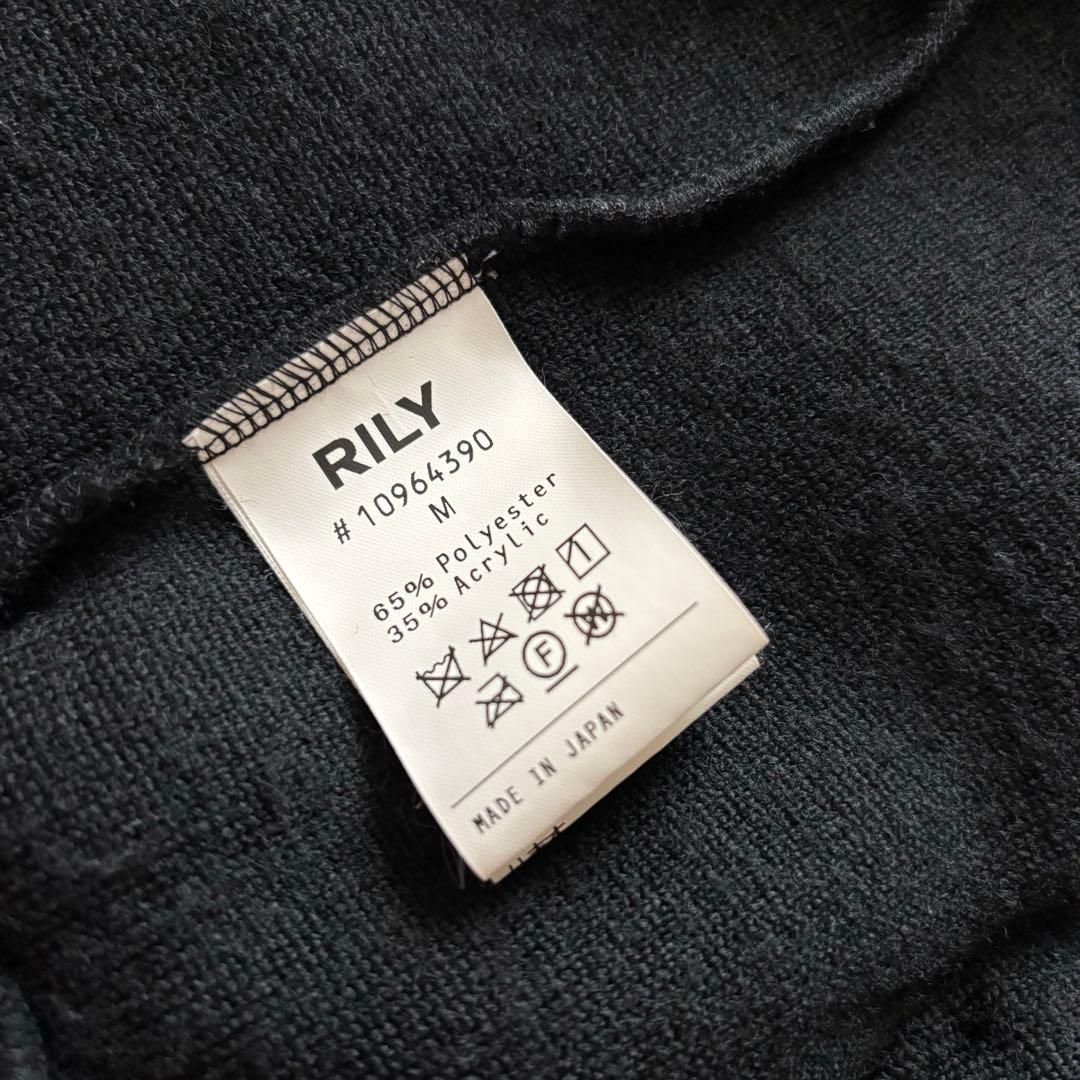 RILY
#10964390
M
65% Polyester
35% Acrylic
F W
MADE IN JAPAN